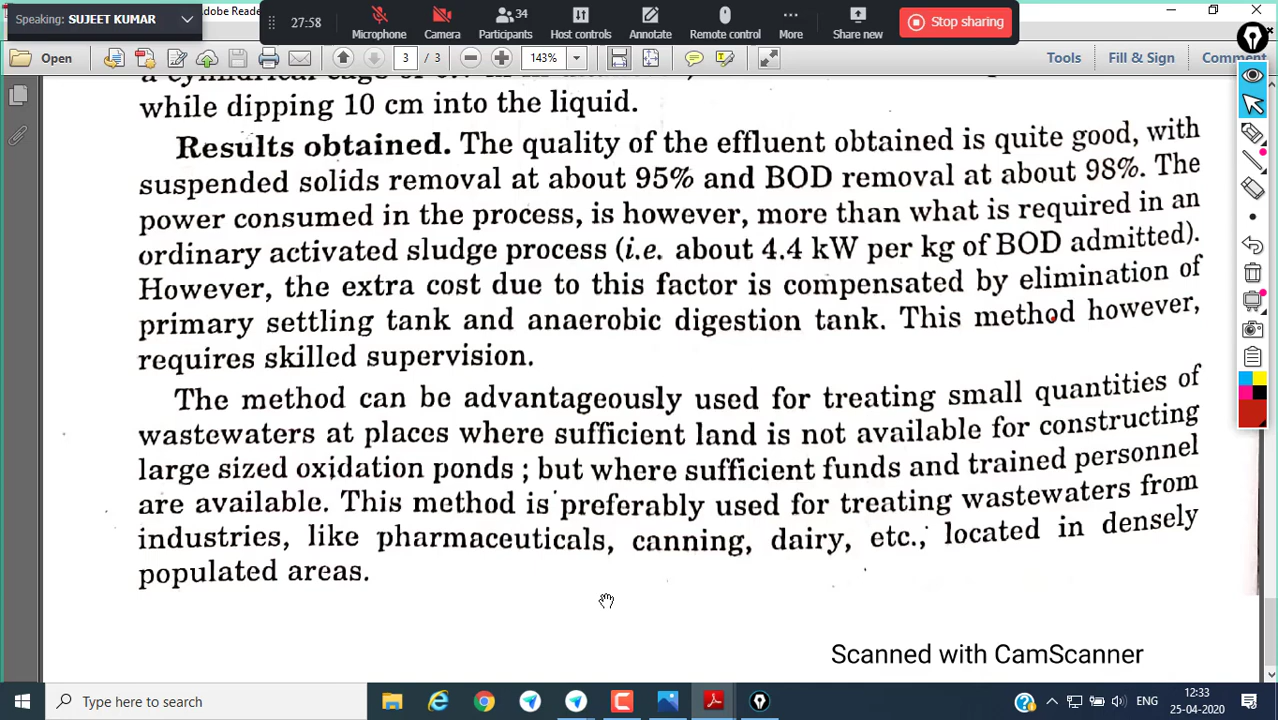 Speaking: SUJEET KUMAR
Adobe Reade
27:58
34
Microphone
Camera
Participants
Host controls
Annotate
Remote control
More
Share new
Stop sharing
Open
3 / 3
143%
Tools
Fill & Sign
Comment
while dipping 10 cm into the liquid.
Results obtained. The quality of the effluent obtained is quite good, with
suspended solids removal at about 95% and BOD removal at about 98%. The
power consumed in the process, is however, more than what is required in an
ordinary activated sludge process (i.e. about 4.4 kW per kg of BOD admitted).
However, the extra cost due to this factor is compensated by elimination of
primary settling tank and anaerobic digestion tank. This method however,
requires skilled supervision.
The method can be advantageously used for treating small quantities of
wastewaters at places where sufficient land is not available for constructing
large sized oxidation ponds ; but where sufficient funds and trained personnel
are available. This method is preferably used for treating wastewaters from
industries, like pharmaceuticals, canning, dairy, etc., located in densely
populated areas.
Scanned with CamScanner
Type here to search
ENG
12:33
25-04-2020